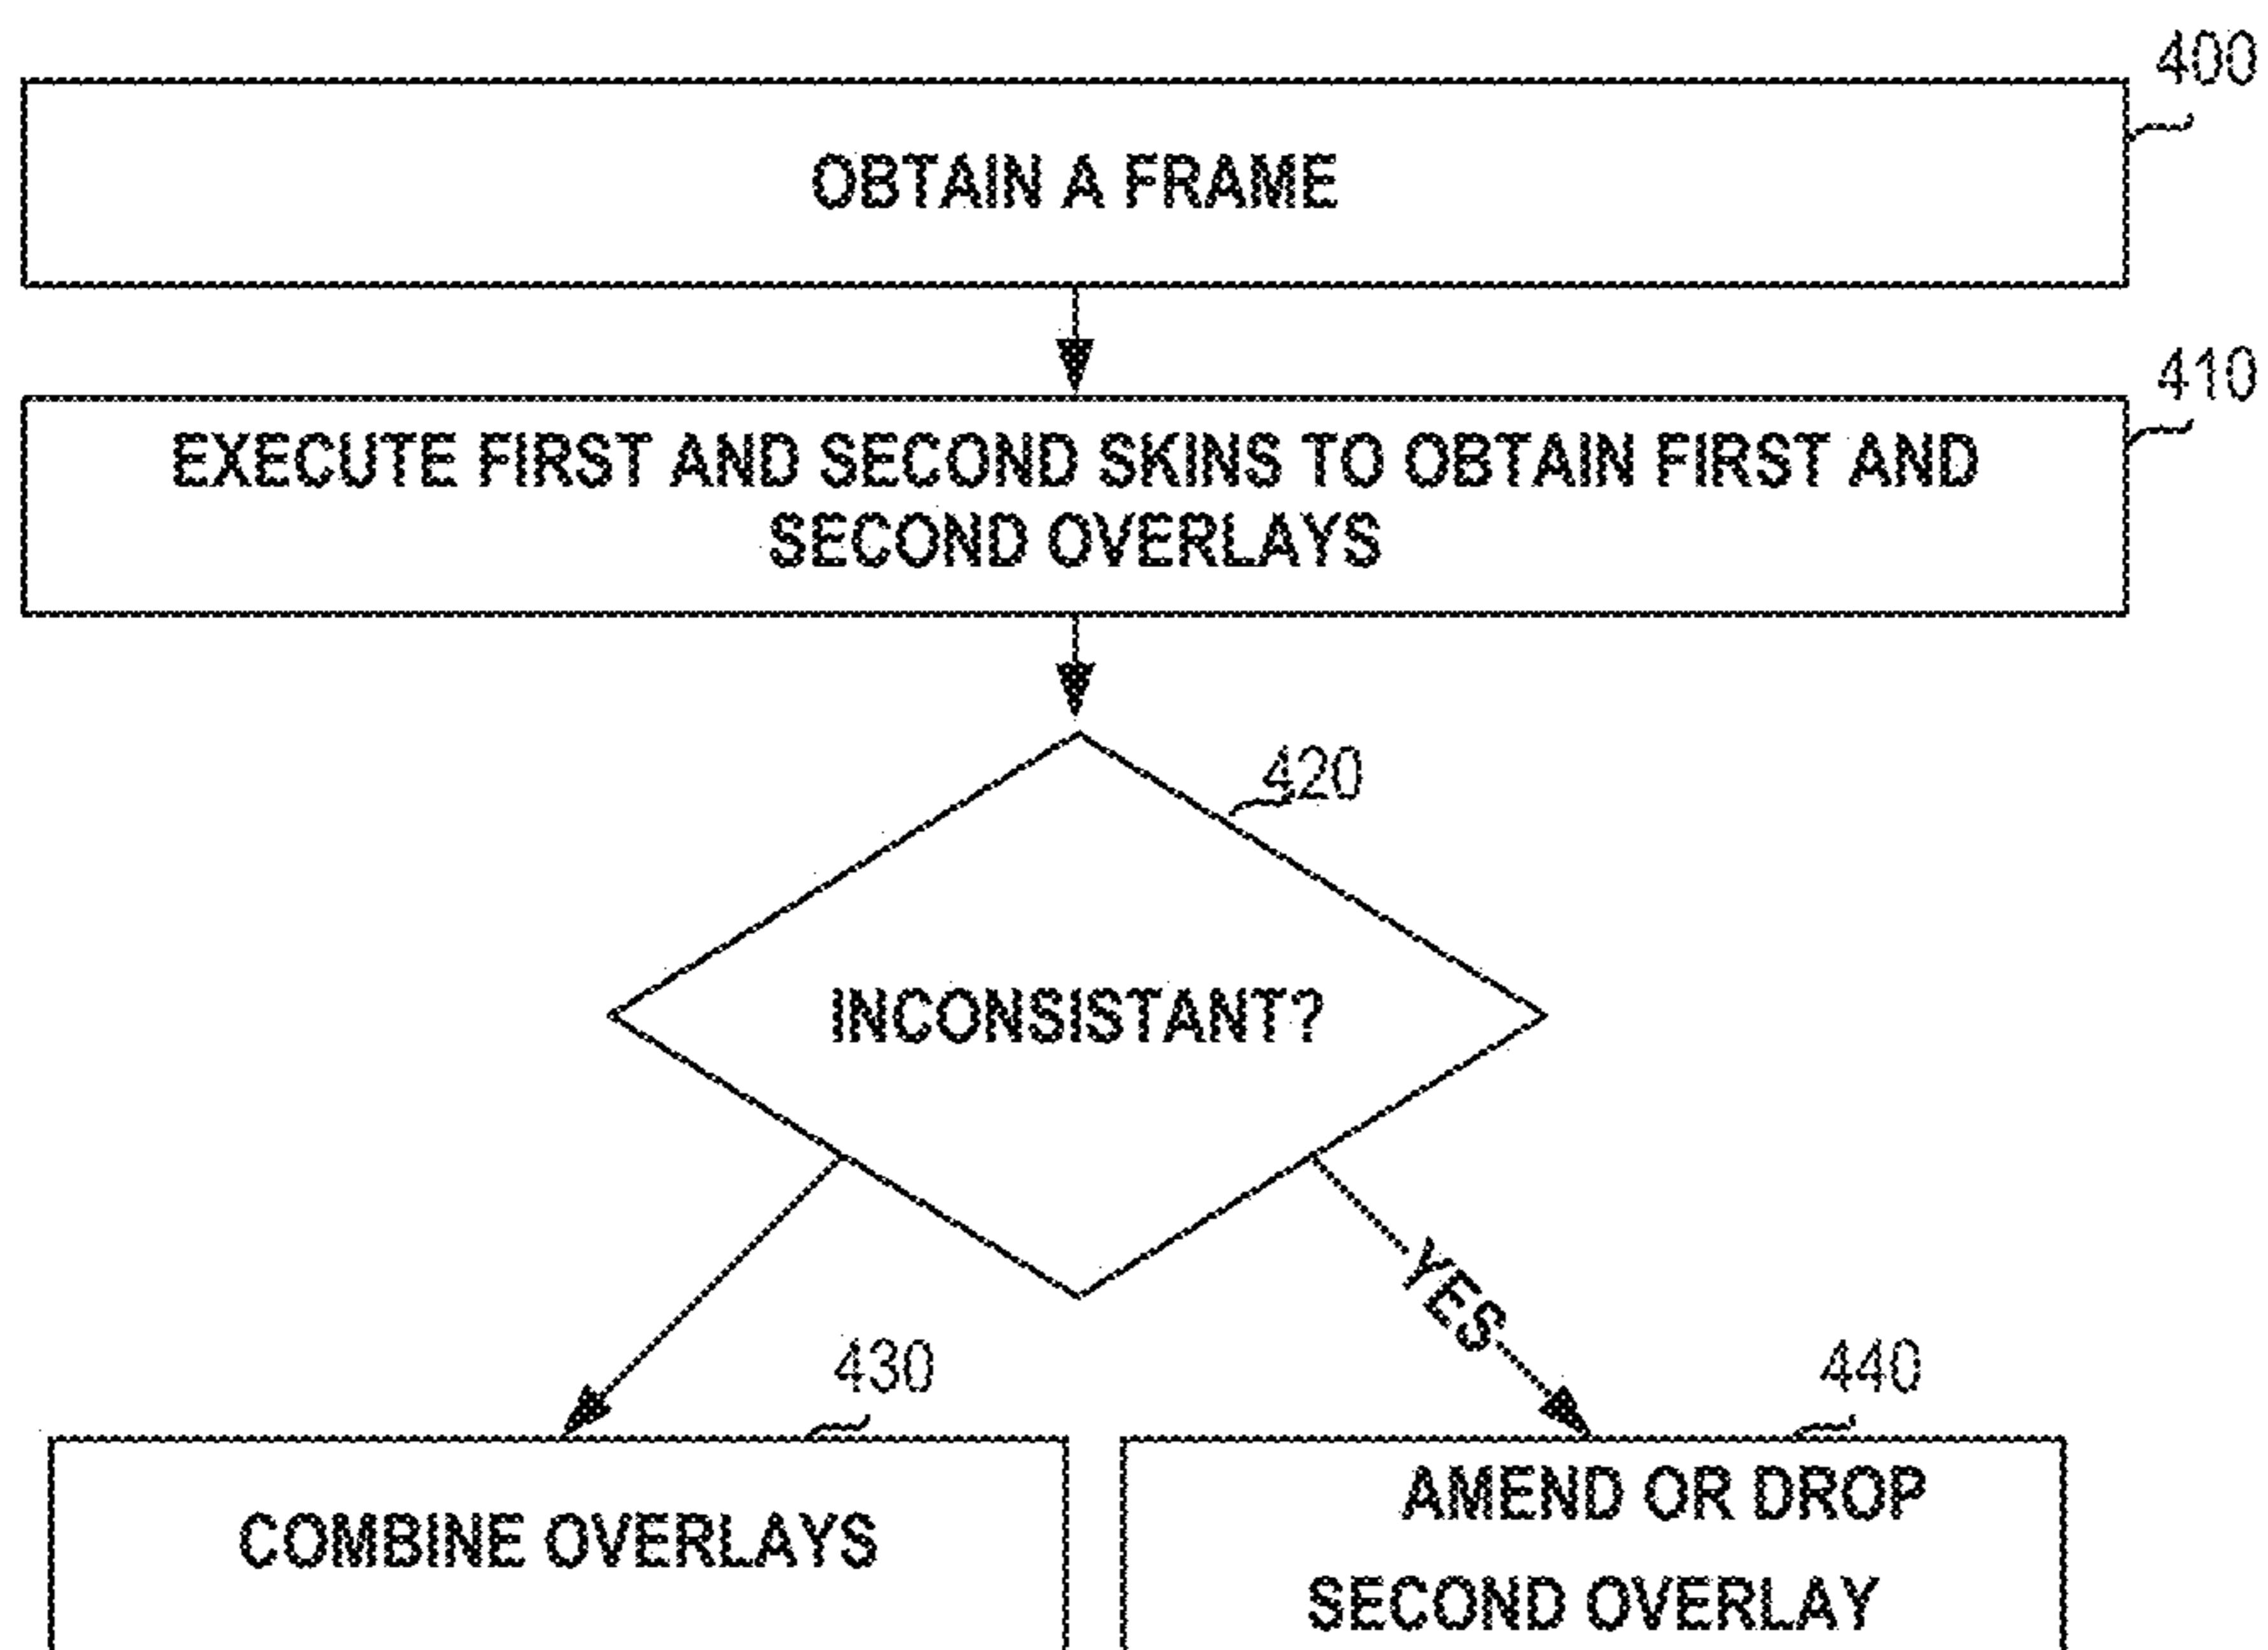 400
OBTAIN A FRAME
410
EXECUTE FIRST AND SECOND SKINS TO OBTAIN FIRST AND
SECOND OVERLAYS
420
INCONSISTANT?
YES
430
440
COMBINE OVERLAYS
AMEND OR DROP
SECOND OVERLAY